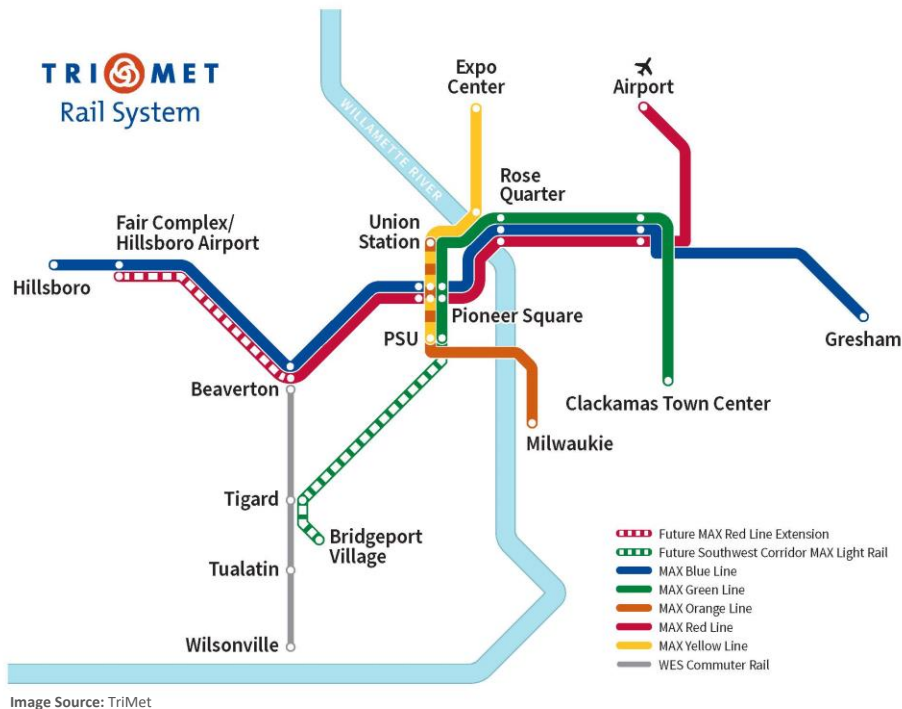 TRI MET
Rail System
Expo
Center
Airport
WILLAMETTE RIVER
Rose
Quarter
Union
Station
Fair Complex/
Hillsboro Airport
Hillsboro
Pioneer Square
PSU
Gresham
Beaverton
Clackamas Town Center
Milwaukie
Tigard
Bridgeport
Village
Tualatin
Wilsonville
Future MAX Red Line Extension
Future Southwest Corridor MAX Light Rail
MAX Blue Line
MAX Green Line
MAX Orange Line
MAX Red Line
MAX Yellow Line
WES Commuter Rail
Image Source: TriMet